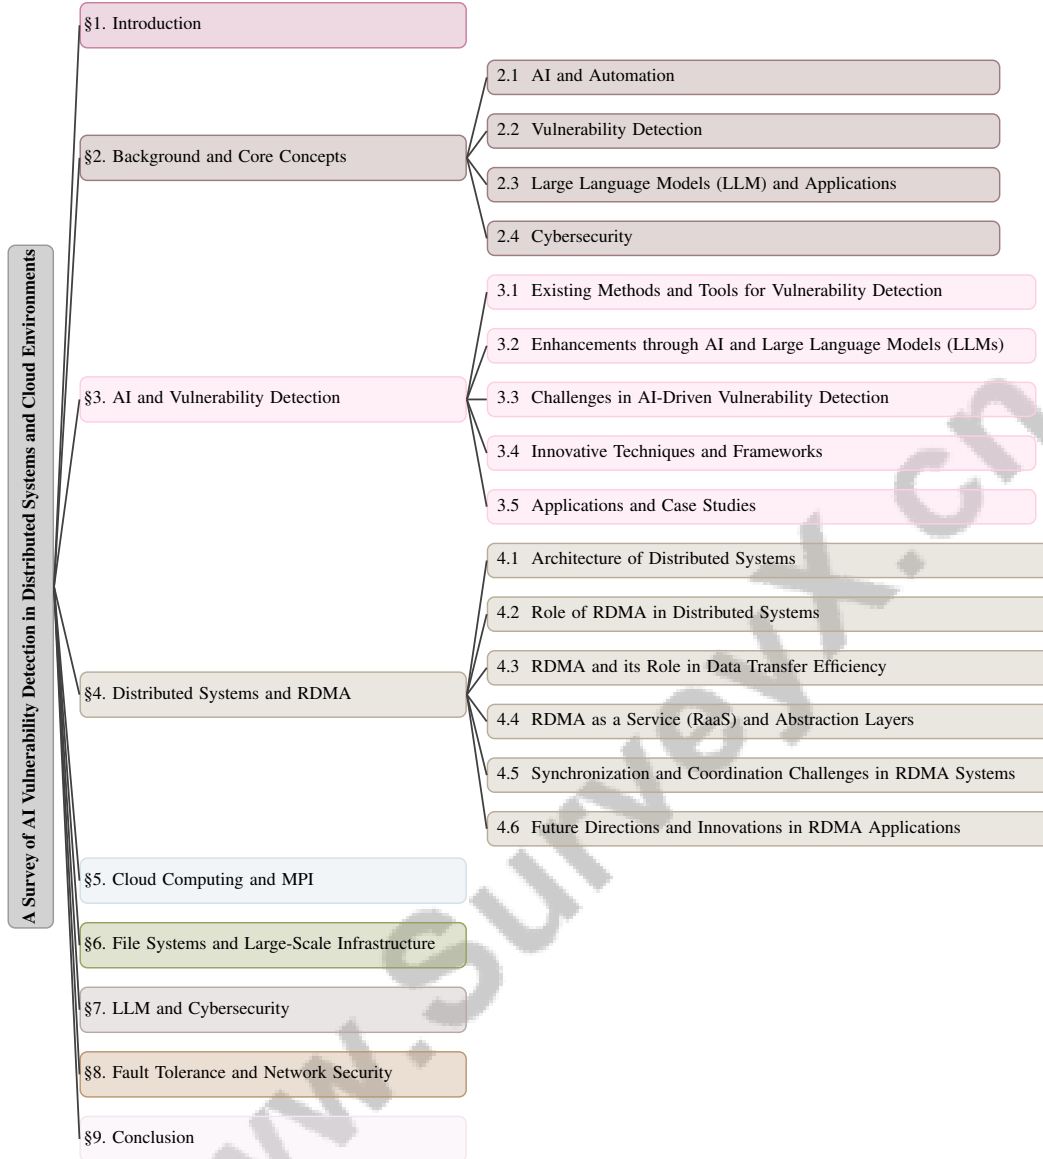 A Survey of AI Vulnerability Detection in Distributed Systems and Cloud Environments
§1. Introduction
§2. Background and Core Concepts
2.1 AI and Automation
2.2 Vulnerability Detection
2.3 Large Language Models (LLM) and Applications
2.4 Cybersecurity
§3. AI and Vulnerability Detection
3.1 Existing Methods and Tools for Vulnerability Detection
3.2 Enhancements through AI and Large Language Models (LLMs)
3.3 Challenges in AI-Driven Vulnerability Detection
3.4 Innovative Techniques and Frameworks
3.5 Applications and Case Studies
§4. Distributed Systems and RDMA
4.1 Architecture of Distributed Systems
4.2 Role of RDMA in Distributed Systems
4.3 RDMA and its Role in Data Transfer Efficiency
4.4 RDMA as a Service (RaaS) and Abstraction Layers
4.5 Synchronization and Coordination Challenges in RDMA Systems
4.6 Future Directions and Innovations in RDMA Applications
§5. Cloud Computing and MPI
§6. File Systems and Large-Scale Infrastructure
§7. LLM and Cybersecurity
§8. Fault Tolerance and Network Security
§9. Conclusion
www.surveyx.cn